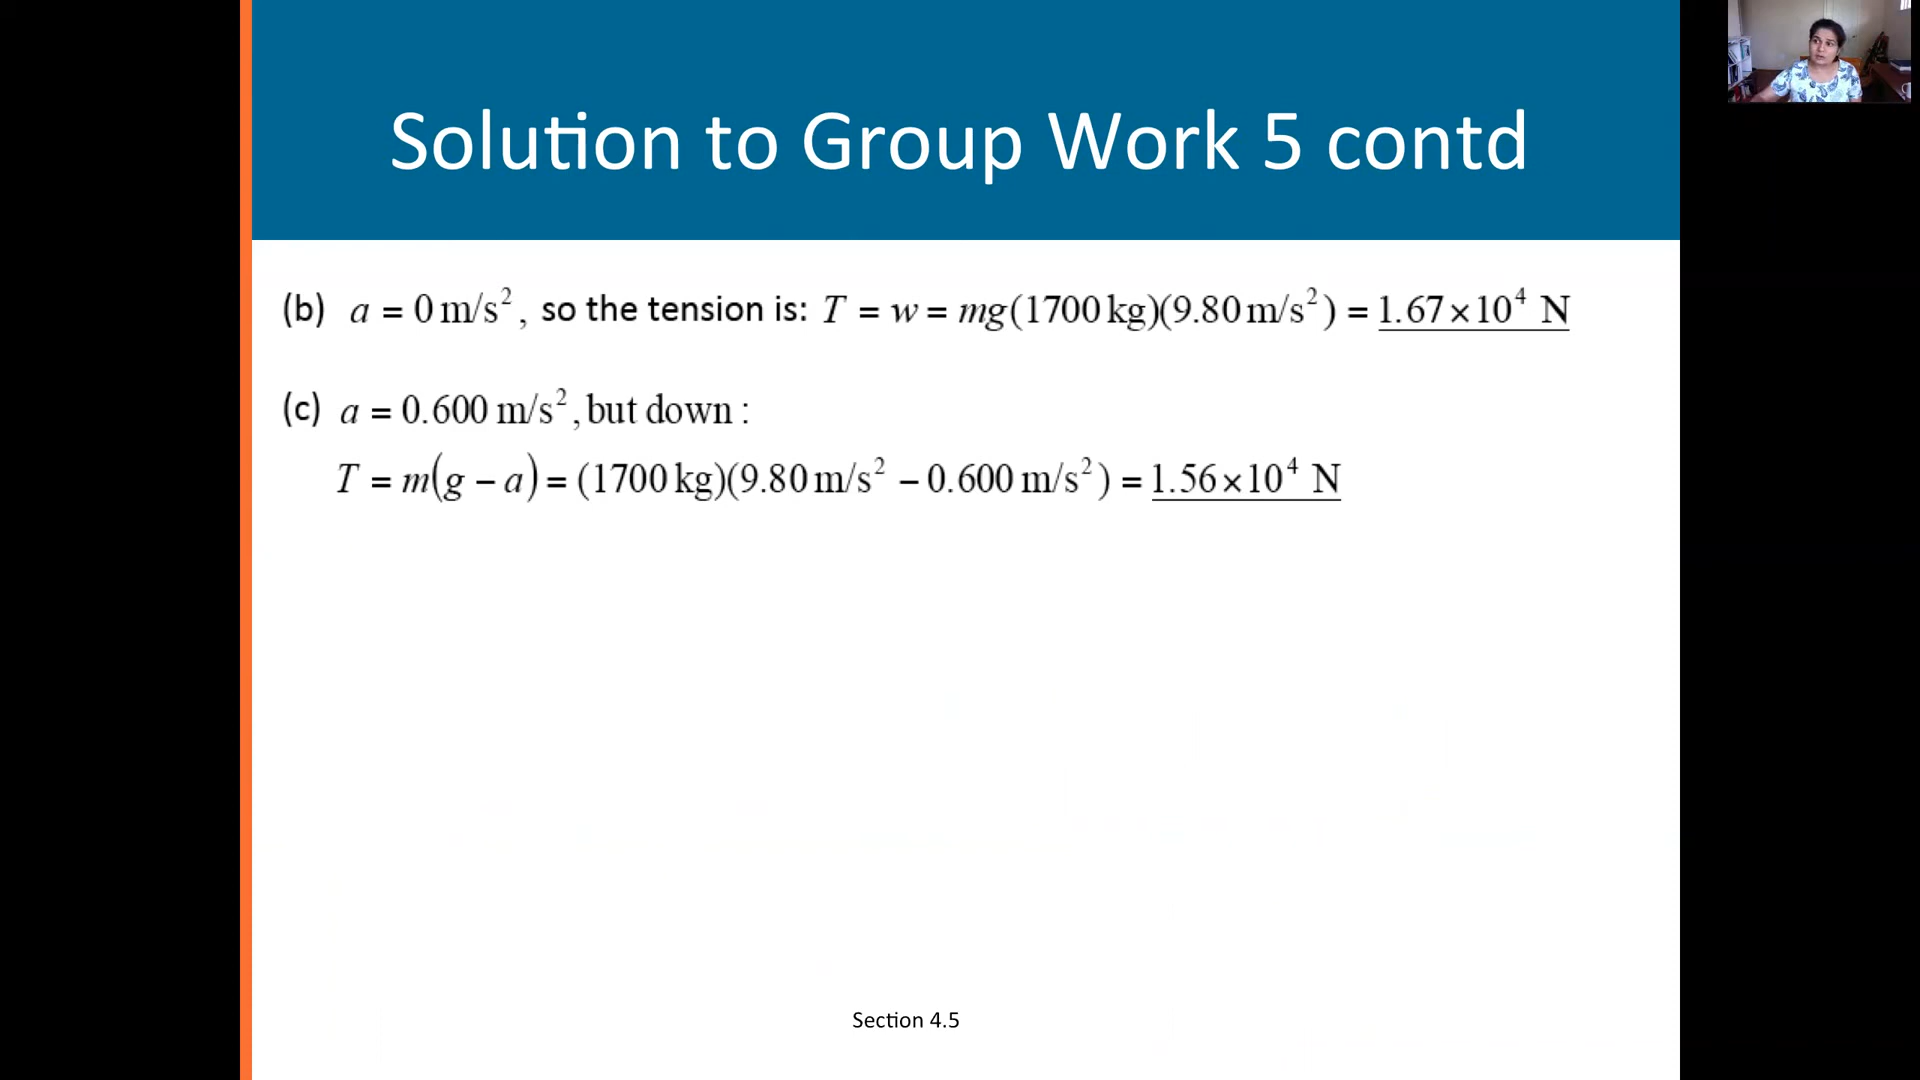 Solution to Group Work 5 contd
(b) a = 0 m/s², so the tension is: T = w = mg(1700 kg)(9.80 m/s²) = 1.67×10⁴ N
(c) a = 0.600 m/s², but down :
T = m(g − a) = (1700 kg)(9.80 m/s² − 0.600 m/s²) = 1.56×10⁴ N
Section 4.5